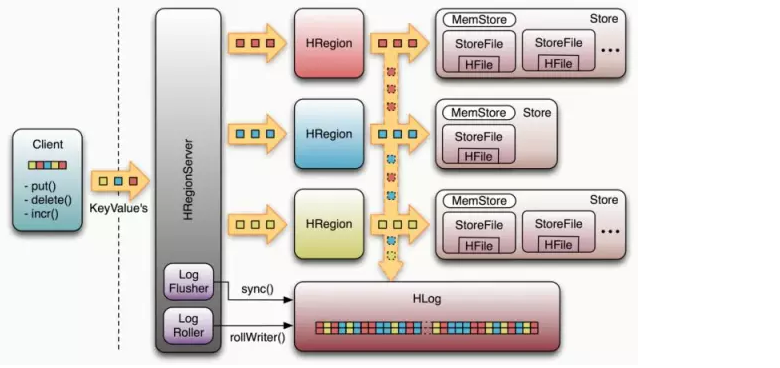 Client
- put()
- delete()
- incr()
KeyValue's
HRegionServer
Log
Flusher
Log
Roller
sync()
rollWriter()
HRegion
MemStore
Store
StoreFile
HFile
StoreFile
HFile
...
HRegion
MemStore
Store
StoreFile
HFile
HRegion
MemStore
Store
StoreFile
HFile
StoreFile
HFile
...
HLog